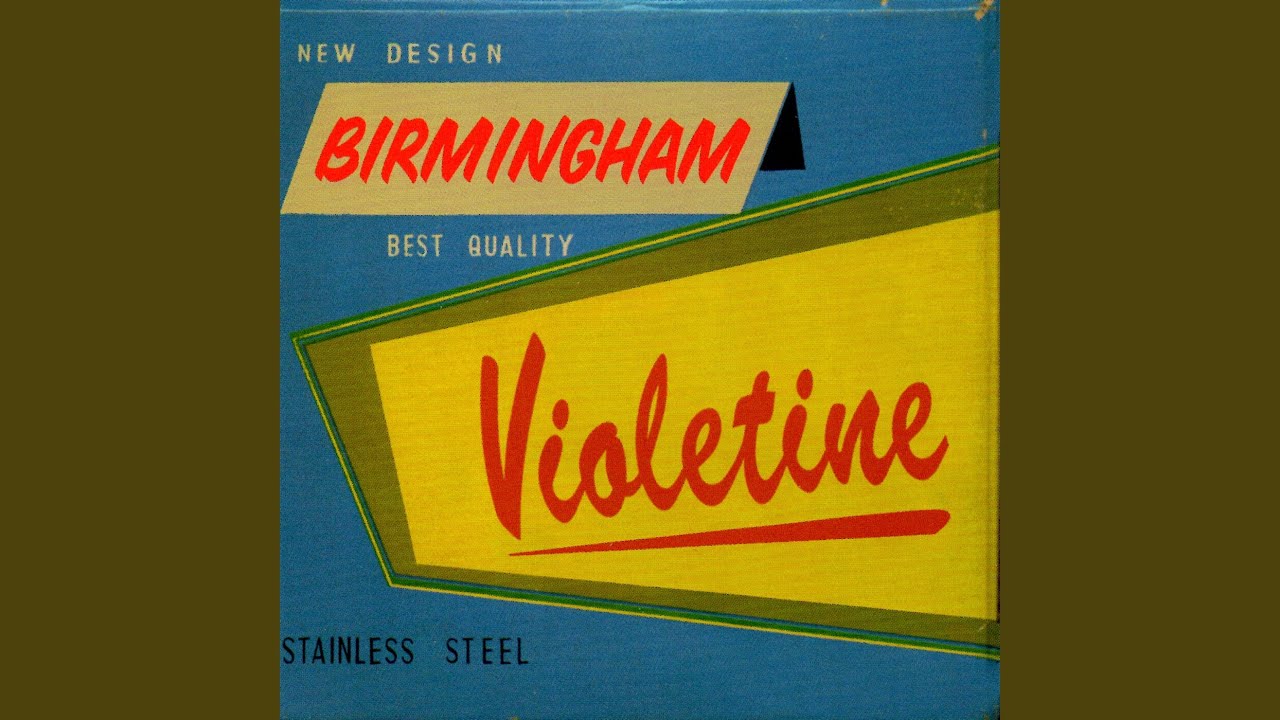 NEW DESIGN
BIRMINGHAM
BEST QUALITY
Violetine
STAINLESS STEEL